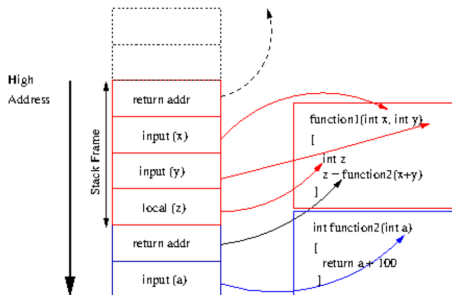 High
Address
Stack Frame
return addr
input (x)
input (y)
local (z)
return addr
input (a)
function1(int x, int y)
[
int z
z - function2(x+y)
]
int function2(int a)
[
return a + 100
]